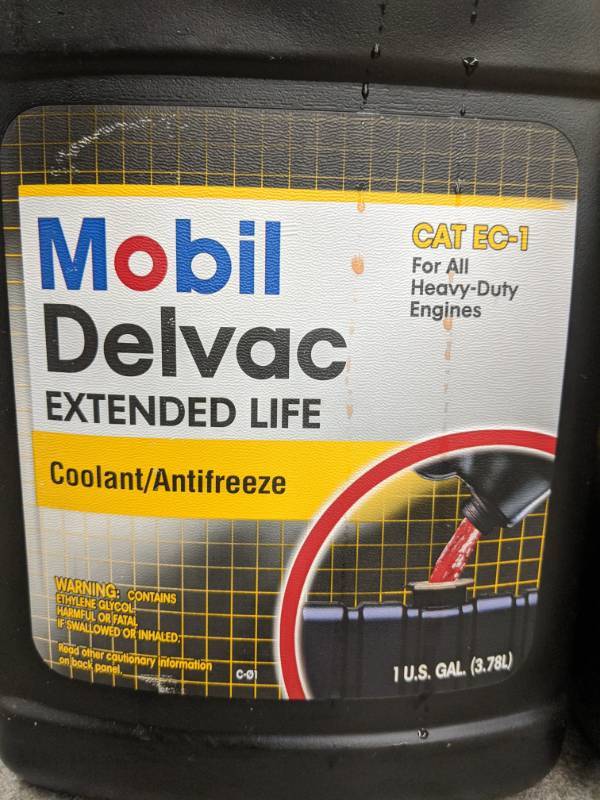 Mobil
Delvac
EXTENDED LIFE
CAT EC-1
For All
Heavy-Duty
Engines
Coolant/Antifreeze
WARNING: CONTAINS
ETHYLENE GLYCOL.
HARMFUL OR FATAL
IF SWALLOWED OR INHALED.
Read other cautionary information
on back panel.
C-01
1 U.S. GAL. (3.78L)